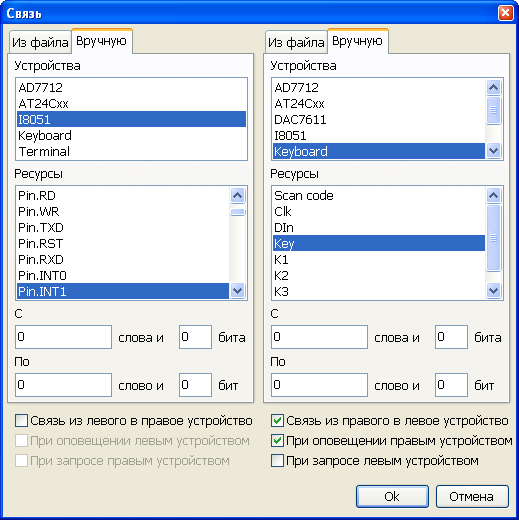 Связь
Из файла Вручную
Устройства
AD7712
AT24Cxx
I8051
Keyboard
Terminal
Ресурсы
Pin.RD
Pin.WR
Pin.TXD
Pin.RST
Pin.RXD
Pin.INT0
Pin.INT1
С
0 слова и 0 бита
По
0 слово и 0 бит
Связь из левого в правое устройство
При оповещении левым устройством
При запросе правым устройством
Из файла Вручную
Устройства
AD7712
AT24Cxx
DAC7611
I8051
Keyboard
Ресурсы
Scan code
Clk
DIn
Key
K1
K2
K3
С
0 слова и 0 бита
По
0 слово и 0 бит
Связь из правого в левое устройство
При оповещении правым устройством
При запросе левым устройством
Ok Отмена